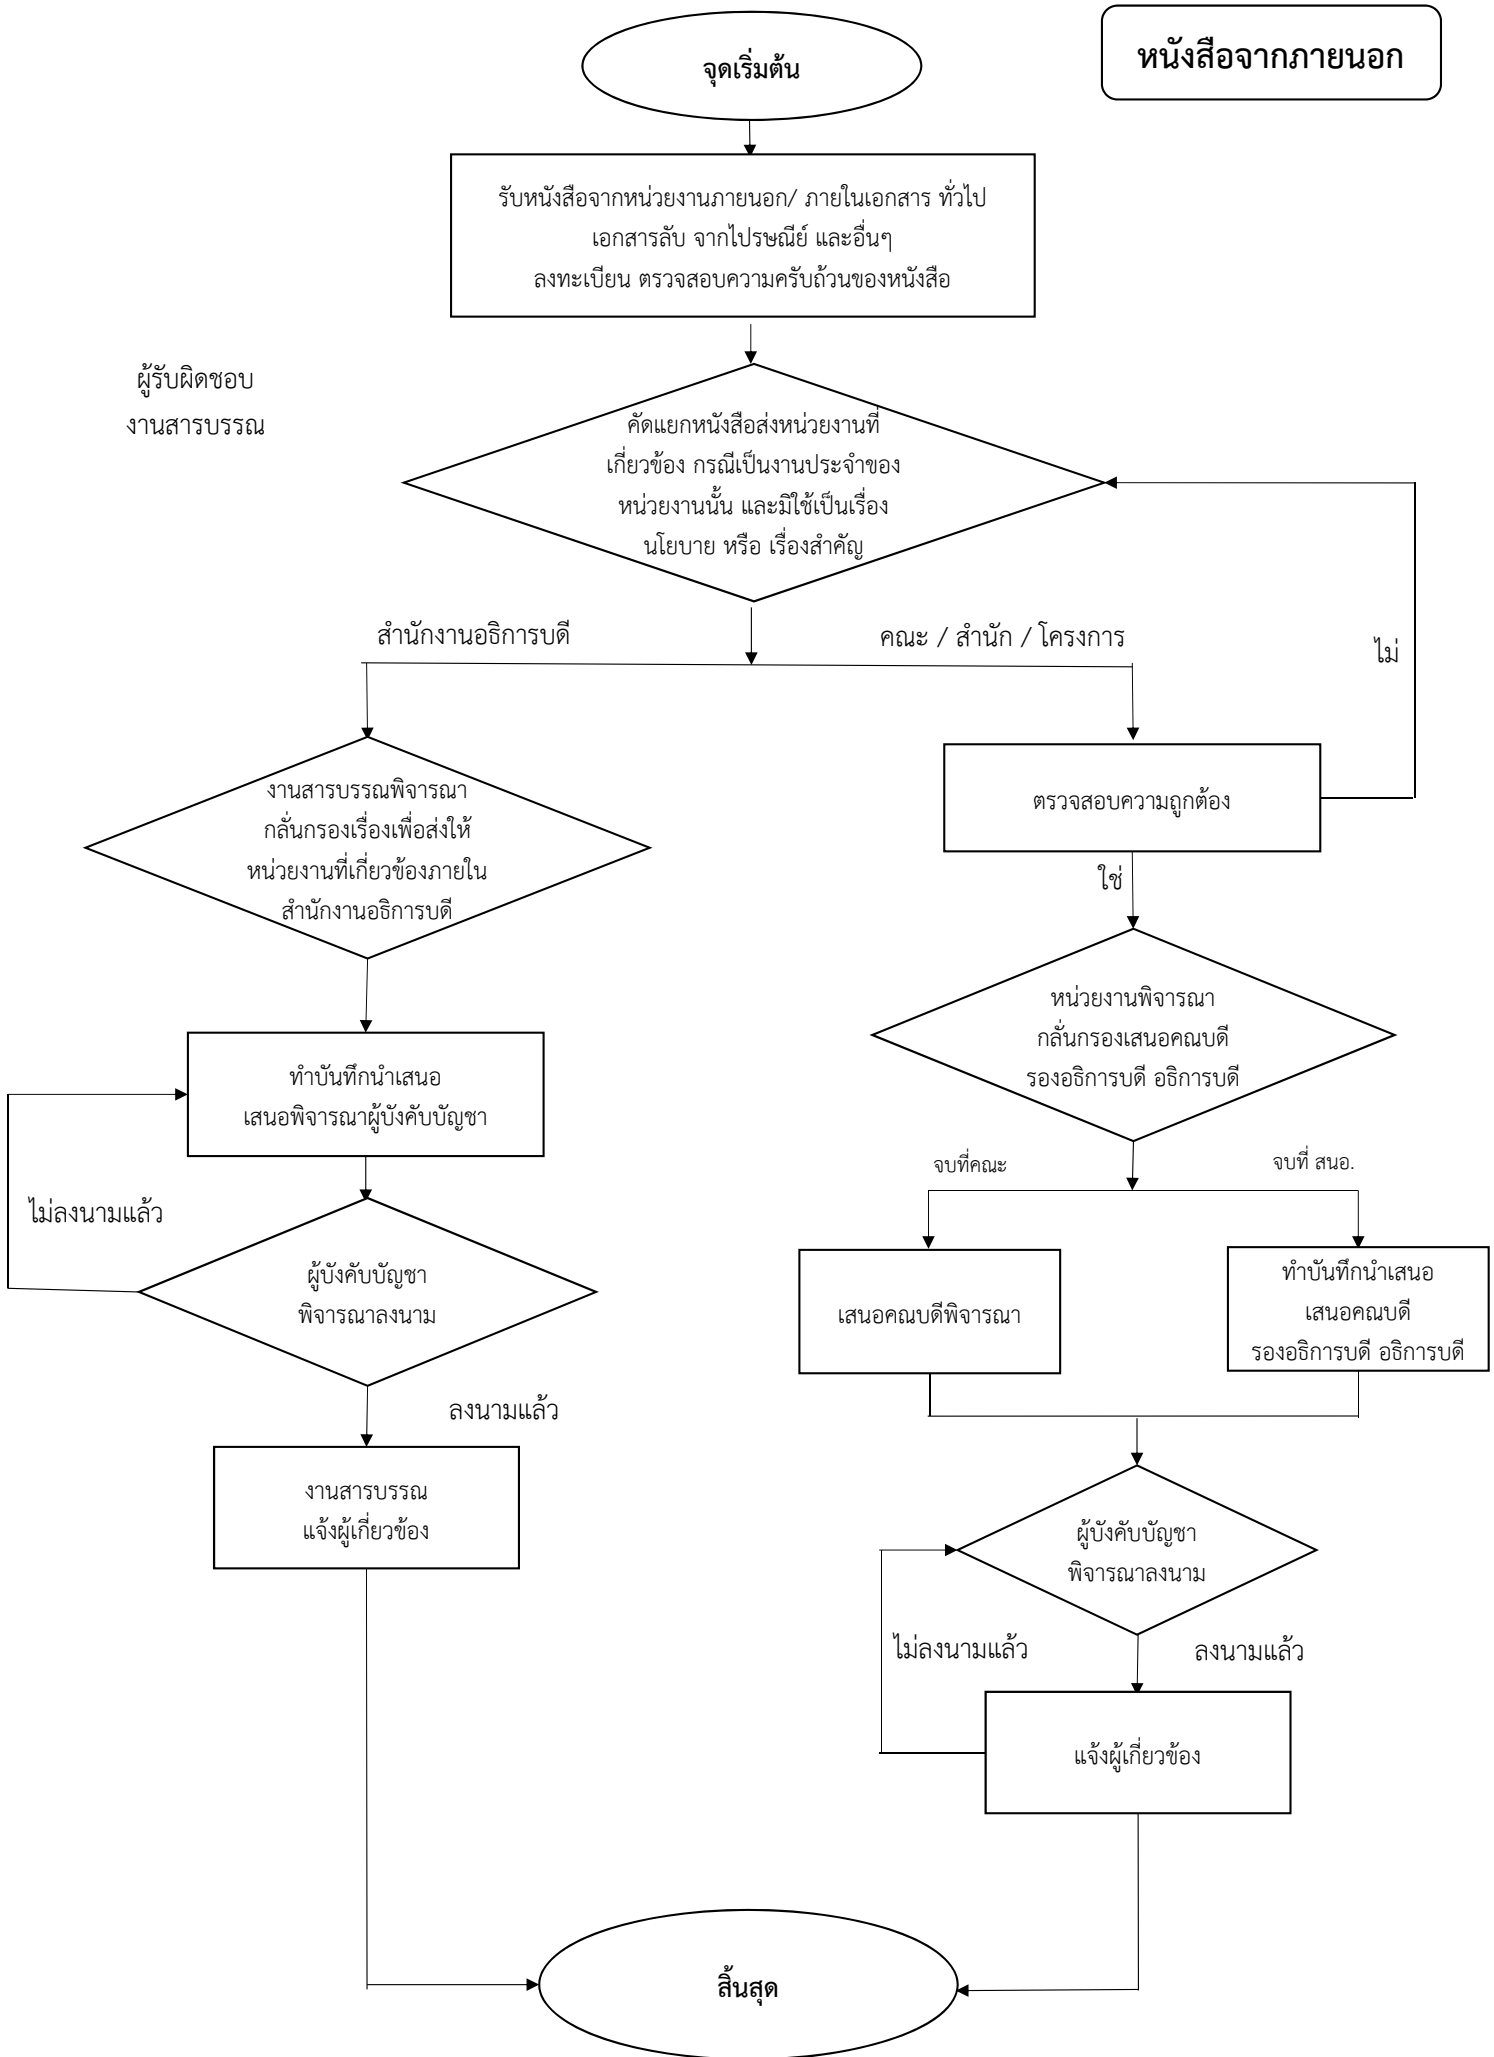 จุดเริ่มต้น
หนังสือจากภายนอก
รับหนังสือจากหน่วยงานภายนอก/ ภายในเอกสาร ทั่วไป
เอกสารลับ จากไปรษณีย์ และอื่นๆ
ลงทะเบียน ตรวจสอบความครับถ้วนของหนังสือ
ผู้รับผิดชอบ
งานสารบรรณ
คัดแยกหนังสือส่งหน่วยงานที่
เกี่ยวข้อง กรณีเป็นงานประจำของ
หน่วยงานนั้น และมิใช้เป็นเรื่อง
นโยบาย หรือ เรื่องสำคัญ
สำนักงานอธิการบดี
คณะ / สำนัก / โครงการ
ไม่
งานสารบรรณพิจารณา
กลั่นกรองเรื่องเพื่อส่งให้
หน่วยงานที่เกี่ยวข้องภายใน
สำนักงานอธิการบดี
ตรวจสอบความถูกต้อง
ใช่
หน่วยงานพิจารณา
กลั่นกรองเสนอคณบดี
รองอธิการบดี อธิการบดี
ทำบันทึกนำเสนอ
เสนอพิจารณาผู้บังคับบัญชา
จบที่คณะ
จบที่ สนอ.
ไม่ลงนามแล้ว
ผู้บังคับบัญชา
พิจารณาลงนาม
เสนอคณบดีพิจารณา
ทำบันทึกนำเสนอ
เสนอคณบดี
รองอธิการบดี อธิการบดี
ลงนามแล้ว
งานสารบรรณ
แจ้งผู้เกี่ยวข้อง
ผู้บังคับบัญชา
พิจารณาลงนาม
ไม่ลงนามแล้ว
ลงนามแล้ว
แจ้งผู้เกี่ยวข้อง
สิ้นสุด